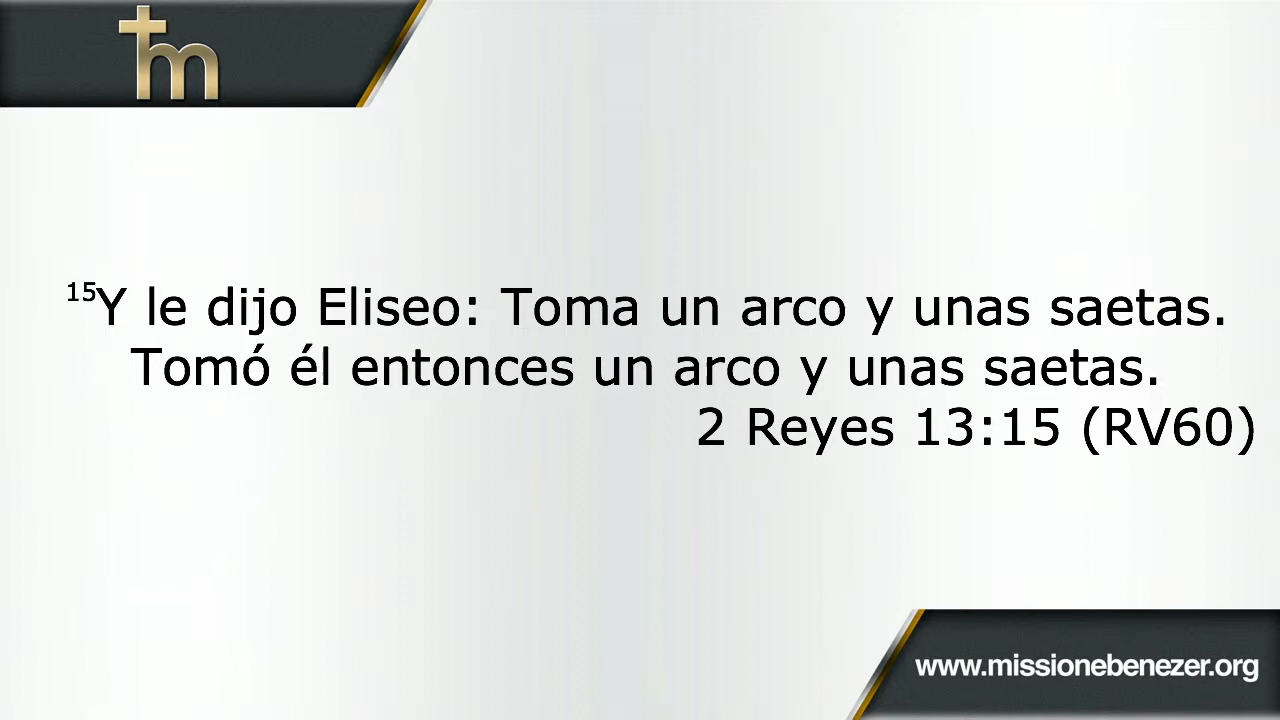 m
15Y le dijo Eliseo: Toma un arco y unas saetas.
Tomó él entonces un arco y unas saetas.
2 Reyes 13:15 (RV60)
www.missionebenezer.org